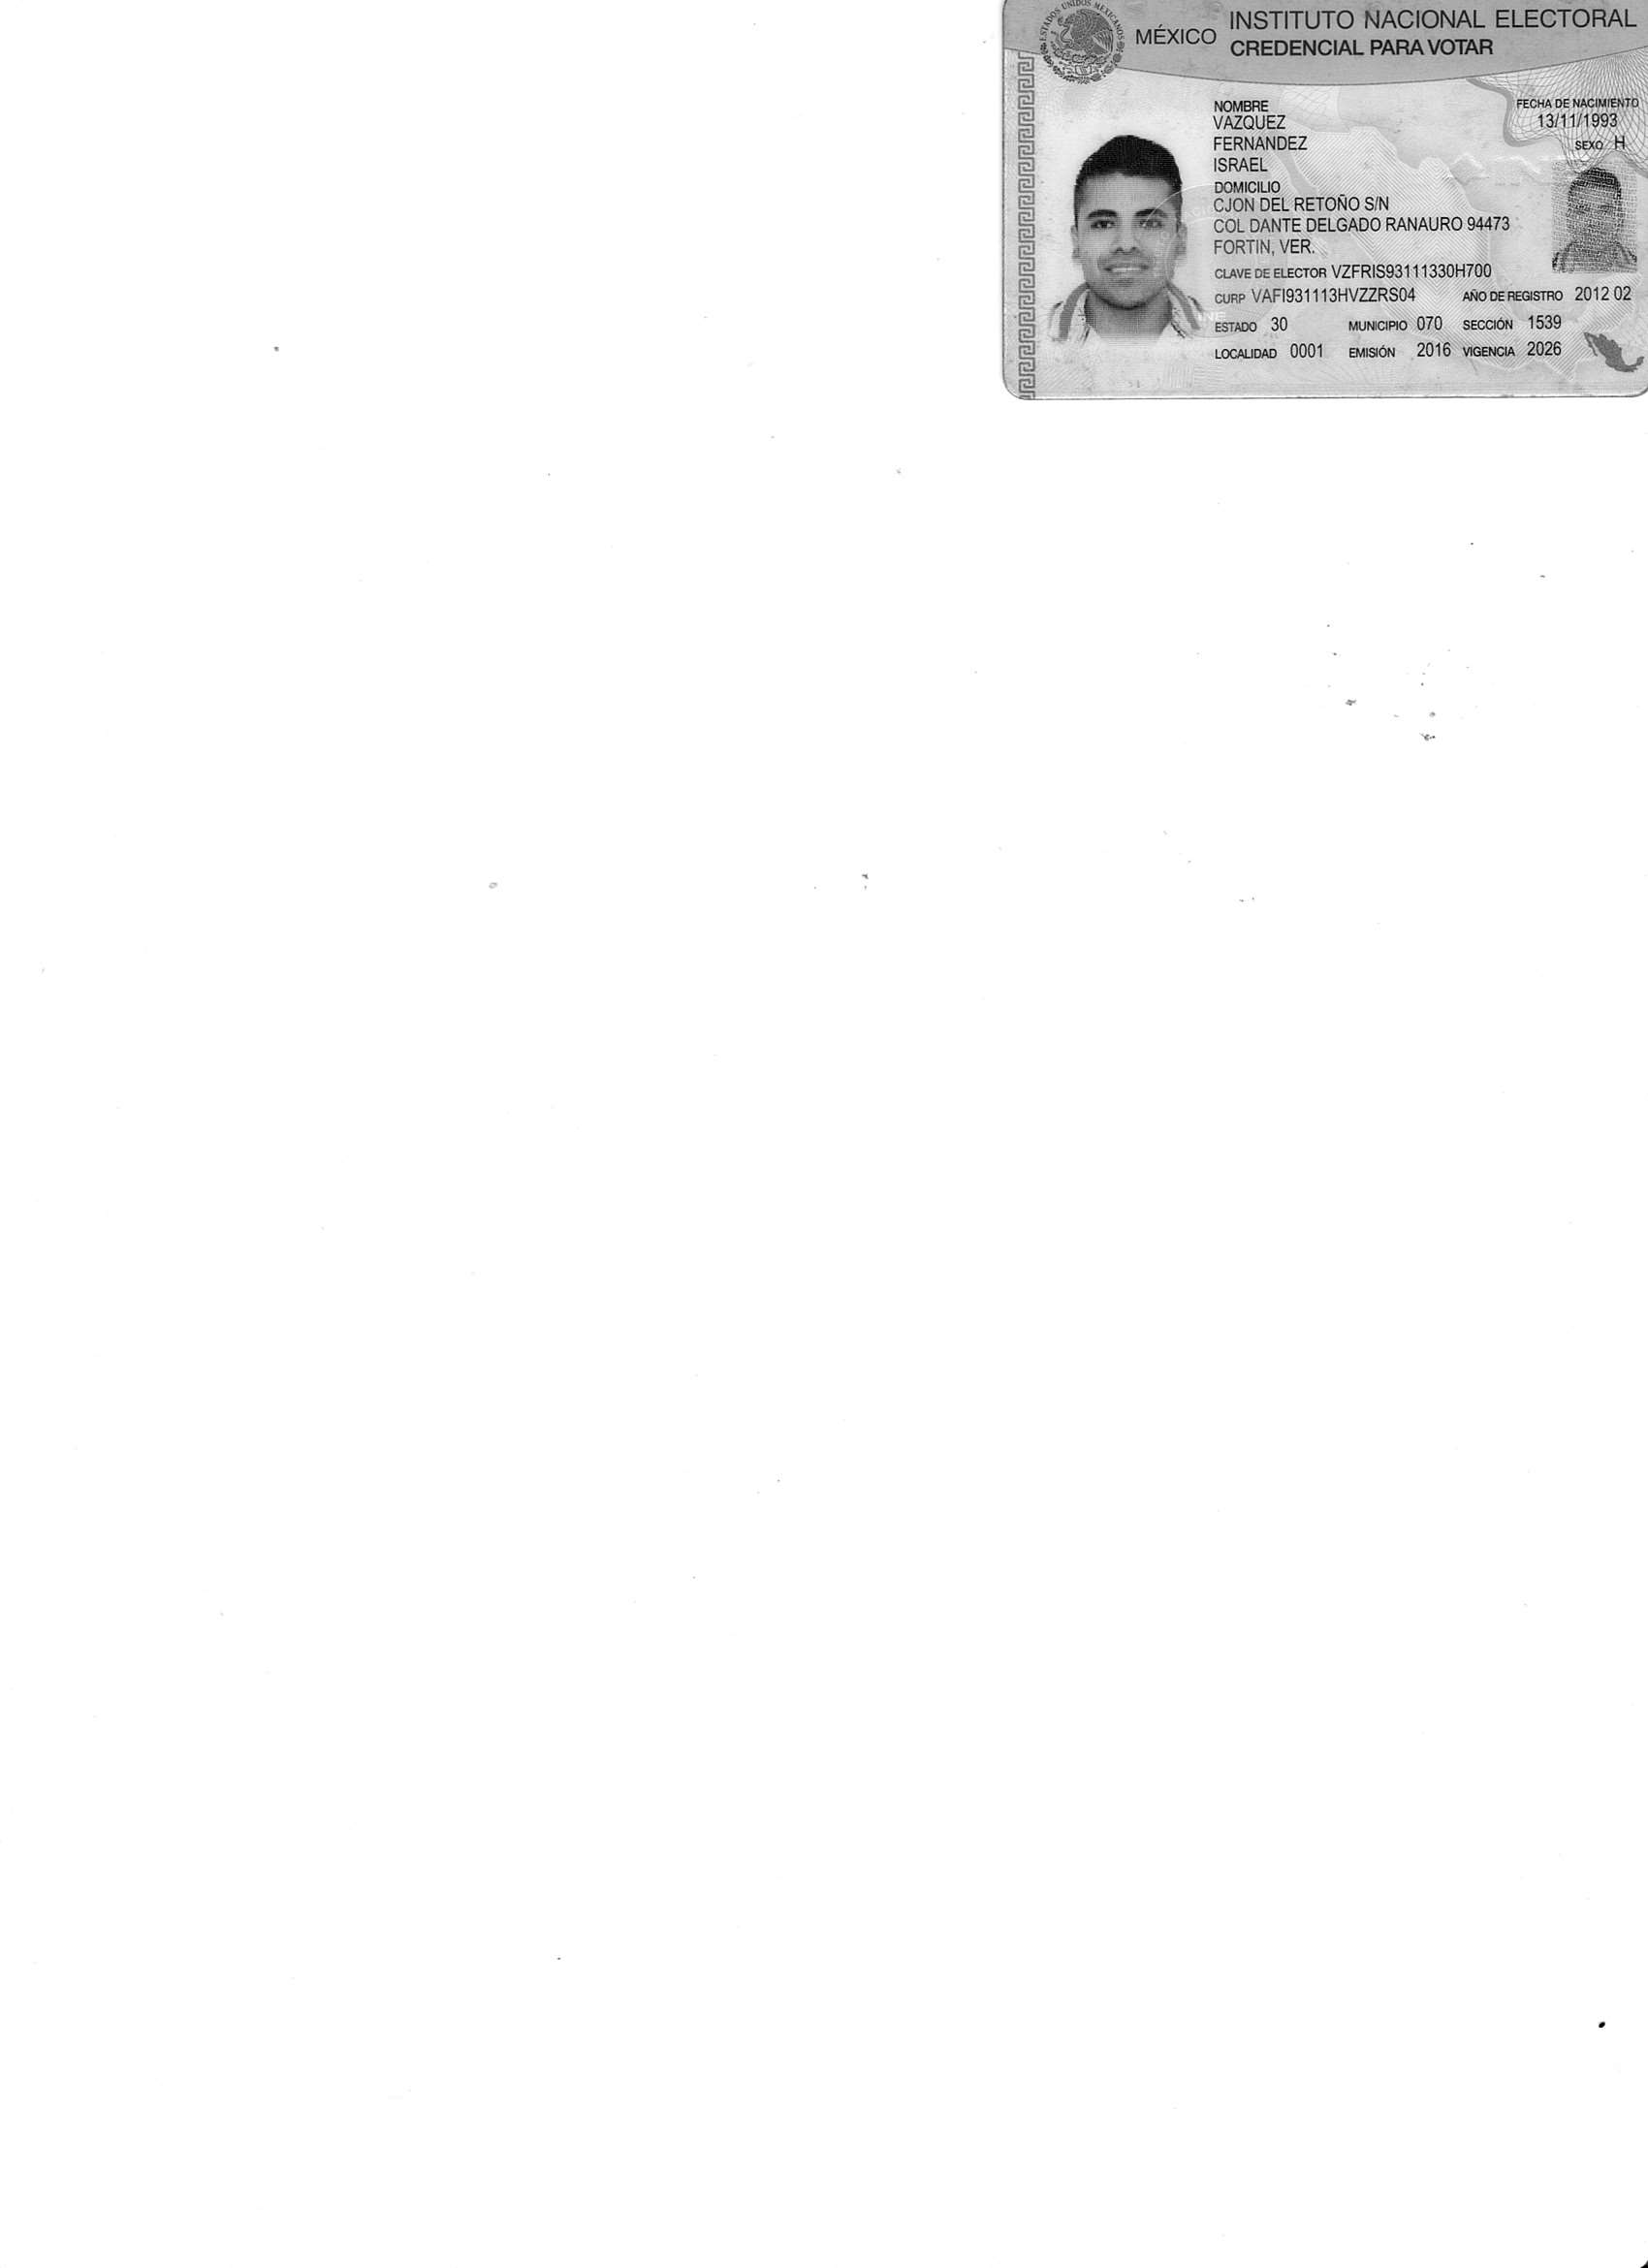 ESTADOS UNIDOS MEXICANOS
MÉXICO INSTITUTO NACIONAL ELECTORAL
CREDENCIAL PARA VOTAR
NOMBRE
VAZQUEZ
FERNANDEZ
ISRAEL
FECHA DE NACIMIENTO
13/11/1993
SEXO H
DOMICILIO
CJON DEL RETOÑO S/N
COL DANTE DELGADO RANAURO 94473
FORTIN, VER.
CLAVE DE ELECTOR VZFRIS93111330H700
CURP VAFI931113HVZZRS04 AÑO DE REGISTRO 2012 02
ESTADO 30 MUNICIPIO 070 SECCIÓN 1539
LOCALIDAD 0001 EMISIÓN 2016 VIGENCIA 2026
INE